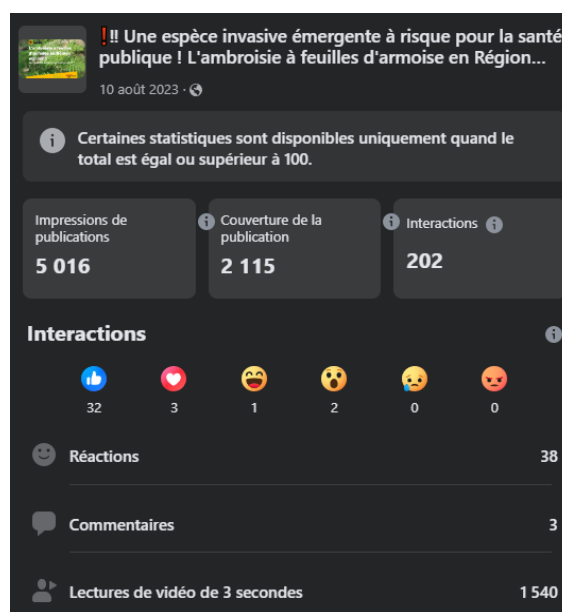 ❗‼ Une espèce invasive émergente à risque pour la santé
publique ! L'ambroisie à feuilles d'armoise en Région...
10 août 2023 ·
Certaines statistiques sont disponibles uniquement quand le
total est égal ou supérieur à 100.
Impressions de
publications
5 016
Couverture de la
publication
2 115
Interactions
202
Interactions
32 3 1 2 0 0
Réactions 38
Commentaires 3
Lectures de vidéo de 3 secondes 1 540